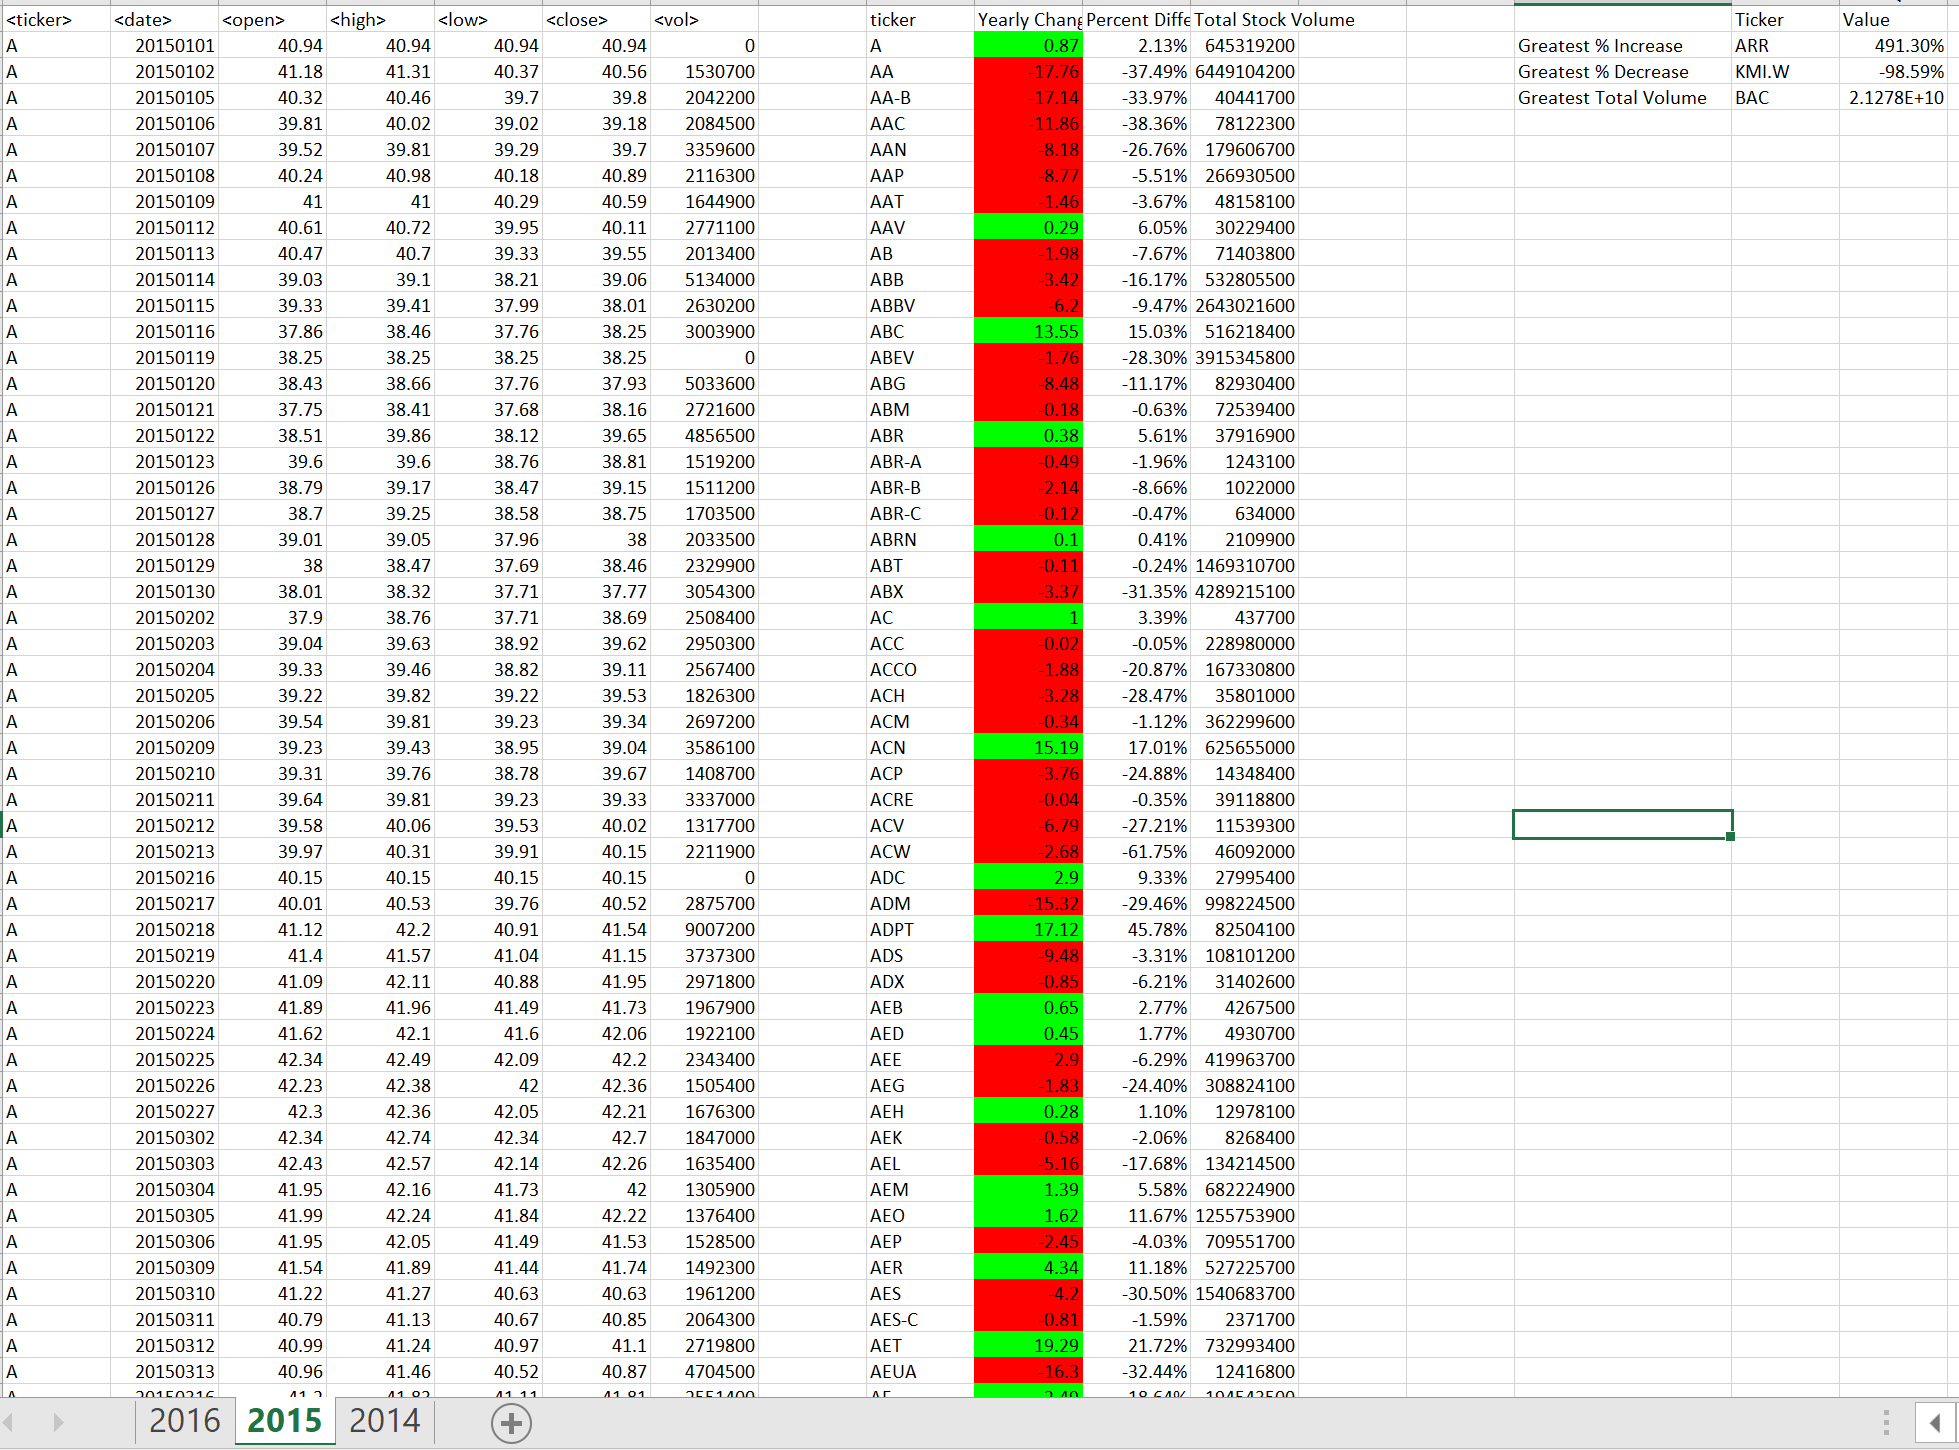 <ticker> <date> <open> <high> <low> <close> <vol> ticker Yearly Chang Percent Diffe Total Stock Volume Ticker Value
A 20150101 40.94 40.94 40.94 40.94 0 A 0.87 2.13% 645319200 Greatest % Increase ARR 491.30%
A 20150102 41.18 41.31 40.37 40.56 1530700 AA -17.76 -37.49% 6449104200 Greatest % Decrease KMI.W -98.59%
A 20150105 40.32 40.46 39.7 39.8 2042200 AA-B -17.14 -33.97% 40441700 Greatest Total Volume BAC 2.1278E+10
A 20150106 39.81 40.02 39.02 39.18 2084500 AAC -11.86 -38.36% 78122300
A 20150107 39.52 39.81 39.29 39.7 3359600 AAN -8.18 -26.76% 179606700
A 20150108 40.24 40.98 40.18 40.89 2116300 AAP -8.77 -5.51% 266930500
A 20150109 41 41 40.29 40.59 1644900 AAT -1.46 -3.67% 48158100
A 20150112 40.61 40.72 39.95 40.11 2771100 AAV 0.29 6.05% 30229400
A 20150113 40.47 40.7 39.33 39.55 2013400 AB -1.98 -7.67% 71403800
A 20150114 39.03 39.1 38.21 39.06 5134000 ABB -3.42 -16.17% 532805500
A 20150115 39.33 39.41 37.99 38.01 2630200 ABBV -6.2 -9.47% 2643021600
A 20150116 37.86 38.46 37.76 38.25 3003900 ABC 13.55 15.03% 516218400
A 20150119 38.25 38.25 38.25 38.25 0 ABEV -1.76 -28.30% 3915345800
A 20150120 38.43 38.66 37.76 37.93 5033600 ABG -8.48 -11.17% 82930400
A 20150121 37.75 38.41 37.68 38.16 2721600 ABM -0.18 -0.63% 72539400
A 20150122 38.51 39.86 38.12 39.65 4856500 ABR 0.38 5.61% 37916900
A 20150123 39.6 39.6 38.76 38.81 1519200 ABR-A -0.49 -1.96% 1243100
A 20150126 38.79 39.17 38.47 39.15 1511200 ABR-B -2.14 -8.66% 1022000
A 20150127 38.7 39.25 38.58 38.75 1703500 ABR-C -0.12 -0.47% 634000
A 20150128 39.01 39.05 37.96 38 2033500 ABRN 0.1 0.41% 2109900
A 20150129 38 38.47 37.69 38.46 2329900 ABT -0.11 -0.24% 1469310700
A 20150130 38.01 38.32 37.71 37.77 3054300 ABX -3.37 -31.35% 4289215100
A 20150202 37.9 38.76 37.71 38.69 2508400 AC 1 3.39% 437700
A 20150203 39.04 39.63 38.92 39.62 2950300 ACC -0.02 -0.05% 228980000
A 20150204 39.33 39.46 38.82 39.11 2567400 ACCO -1.88 -20.87% 167330800
A 20150205 39.22 39.82 39.22 39.53 1826300 ACH -3.28 -28.47% 35801000
A 20150206 39.54 39.81 39.23 39.34 2697200 ACM -0.34 -1.12% 362299600
A 20150209 39.23 39.43 38.95 39.04 3586100 ACN 15.19 17.01% 625655000
A 20150210 39.31 39.76 38.78 39.67 1408700 ACP -3.76 -24.88% 14348400
A 20150211 39.64 39.81 39.23 39.33 3337000 ACRE -0.04 -0.35% 39118800
A 20150212 39.58 40.06 39.53 40.02 1317700 ACV -6.79 -27.21% 11539300
A 20150213 39.97 40.31 39.91 40.15 2211900 ACW -2.68 -61.75% 46092000
A 20150216 40.15 40.15 40.15 40.15 0 ADC 2.9 9.33% 27995400
A 20150217 40.01 40.53 39.76 40.52 2875700 ADM -15.32 -29.46% 998224500
A 20150218 41.12 42.2 40.91 41.54 9007200 ADPT 17.12 45.78% 82504100
A 20150219 41.4 41.57 41.04 41.15 3737300 ADS -9.48 -3.31% 108101200
A 20150220 41.09 42.11 40.88 41.95 2971800 ADX -0.85 -6.21% 31402600
A 20150223 41.89 41.96 41.49 41.73 1967900 AEB 0.65 2.77% 4267500
A 20150224 41.62 42.1 41.6 42.06 1922100 AED 0.45 1.77% 4930700
A 20150225 42.34 42.49 42.09 42.2 2343400 AEE -2.9 -6.29% 419963700
A 20150226 42.23 42.38 42 42.36 1505400 AEG -1.83 -24.40% 308824100
A 20150227 42.3 42.36 42.05 42.21 1676300 AEH 0.28 1.10% 12978100
A 20150302 42.34 42.74 42.34 42.7 1847000 AEK -0.58 -2.06% 8268400
A 20150303 42.43 42.57 42.14 42.26 1635400 AEL -5.16 -17.68% 134214500
A 20150304 41.95 42.16 41.73 42 1305900 AEM 1.39 5.58% 682224900
A 20150305 41.99 42.24 41.84 42.22 1376400 AEO 1.62 11.67% 1255753900
A 20150306 41.95 42.05 41.49 41.53 1528500 AEP -2.45 -4.03% 709551700
A 20150309 41.54 41.89 41.44 41.74 1492300 AER 4.34 11.18% 527225700
A 20150310 41.22 41.27 40.63 40.63 1961200 AES -4.2 -30.50% 1540683700
A 20150311 40.79 41.13 40.67 40.85 2064300 AES-C -0.81 -1.59% 2371700
A 20150312 40.99 41.24 40.97 41.1 2719800 AET 19.29 21.72% 732993400
A 20150313 40.96 41.46 40.52 40.87 4704500 AEUA -16.3 -32.44% 12416800
2016 2015 2014